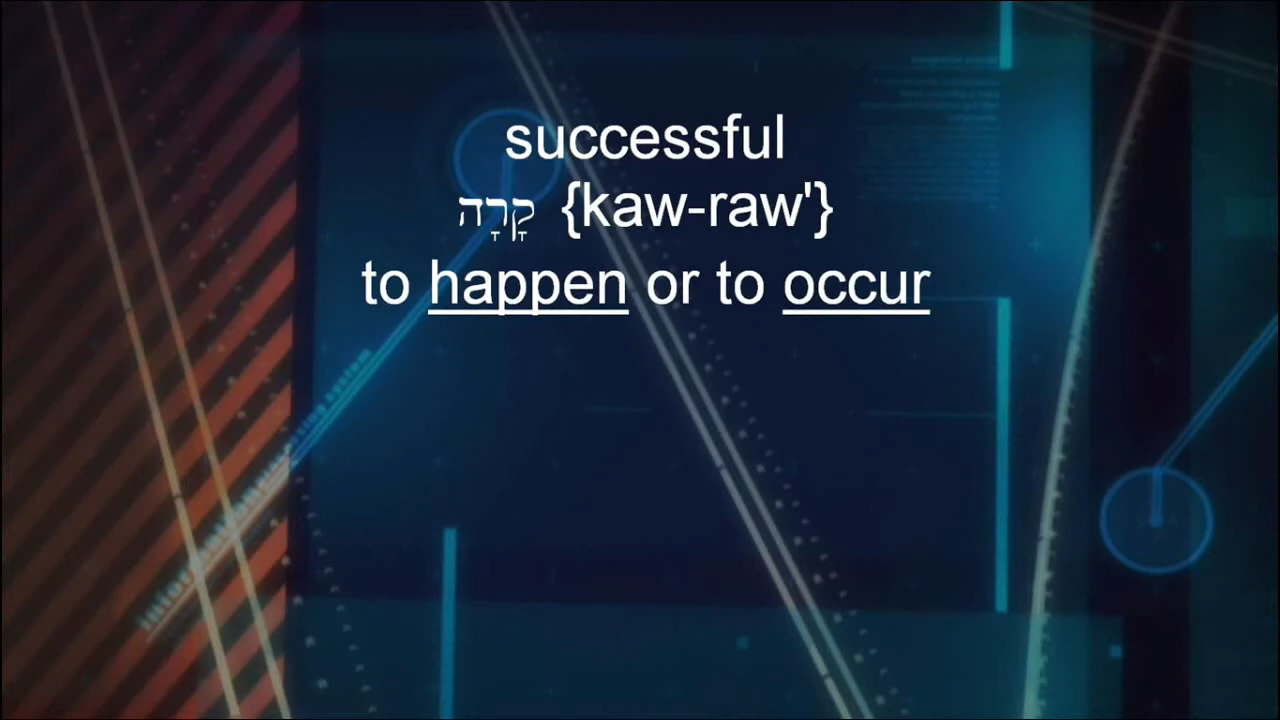 successful
קָרָה {kaw-raw'}
to happen or to occur